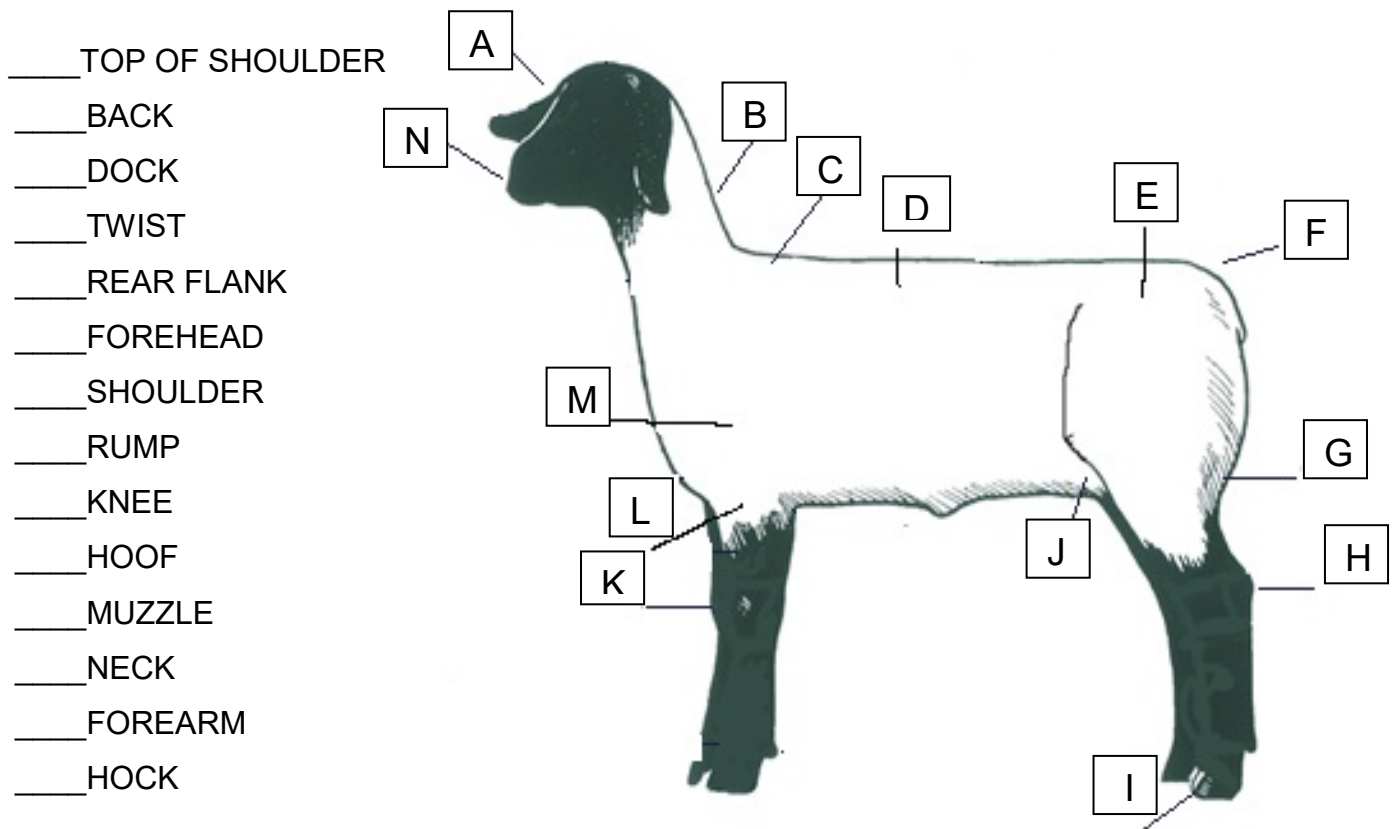 ____TOP OF SHOULDER
____BACK
____DOCK
____TWIST
____REAR FLANK
____FOREHEAD
____SHOULDER
____RUMP
____KNEE
____HOOF
____MUZZLE
____NECK
____FOREARM
____HOCK
A
B
N
C
D
E
F
M
G
L
J
H
K
I